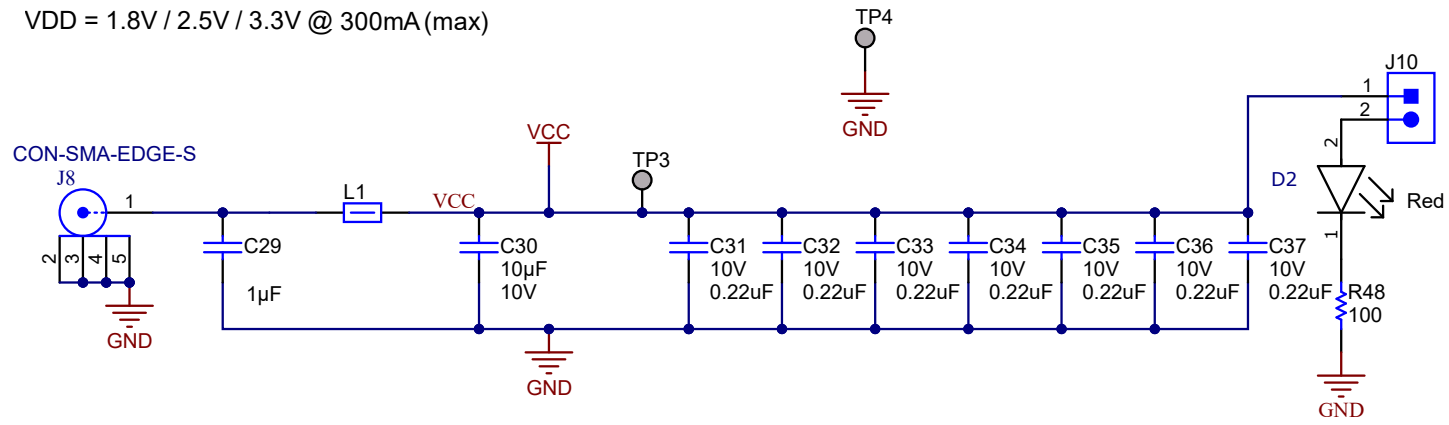 VDD = 1.8V / 2.5V / 3.3V @ 300mA (max)
TP4
GND
J10
1
2
CON-SMA-EDGE-S
J8
1
2
3
4
5
GND
L1
VCC
VCC
TP3
C29
1µF
C30
10µF
10V
GND
C31
10V
0.22uF
C32
10V
0.22uF
C33
10V
0.22uF
C34
10V
0.22uF
C35
10V
0.22uF
C36
10V
0.22uF
C37
10V
0.22uF
2
D2
Red
1
R48
100
GND